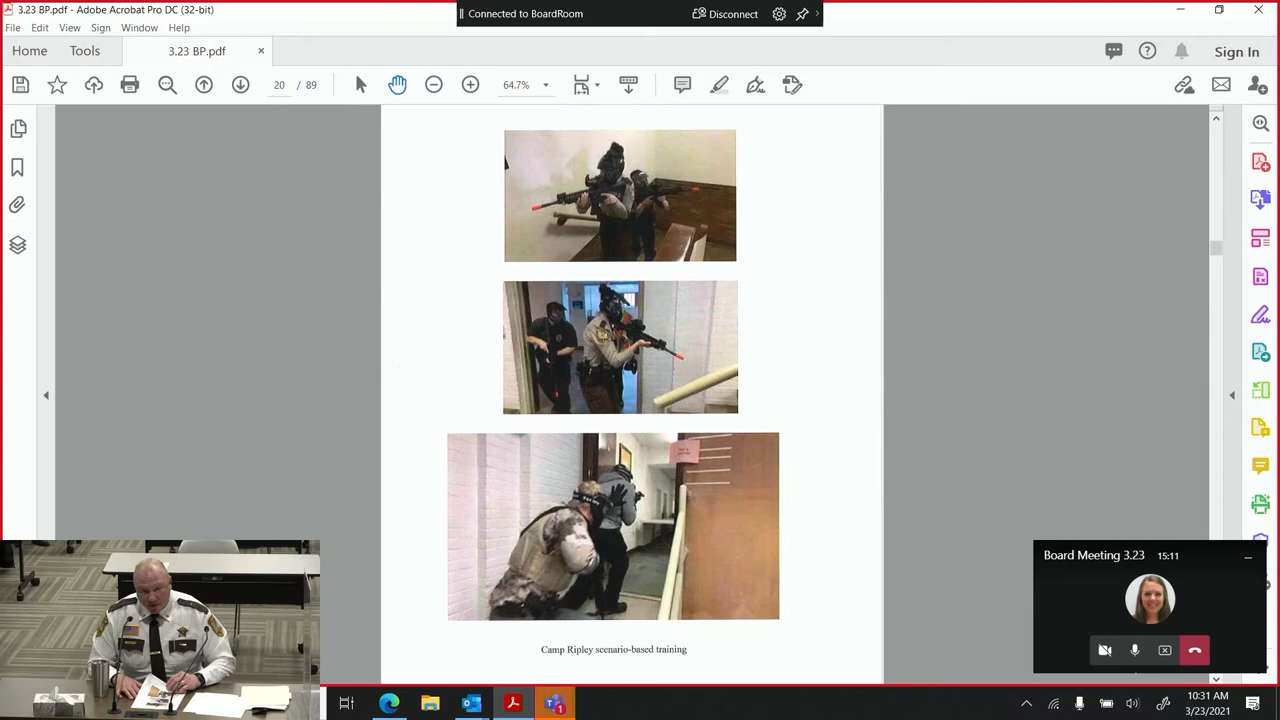 3.23 BP.pdf - Adobe Acrobat Pro DC (32-bit)
Connected to BoardRoom
Disconnect
File Edit View Sign Window Help
Home Tools 3.23 BP.pdf
Sign In
20 / 89
64.7%
Camp Ripley scenario-based training
Board Meeting 3.23 15:11
10:31 AM
3/23/2021